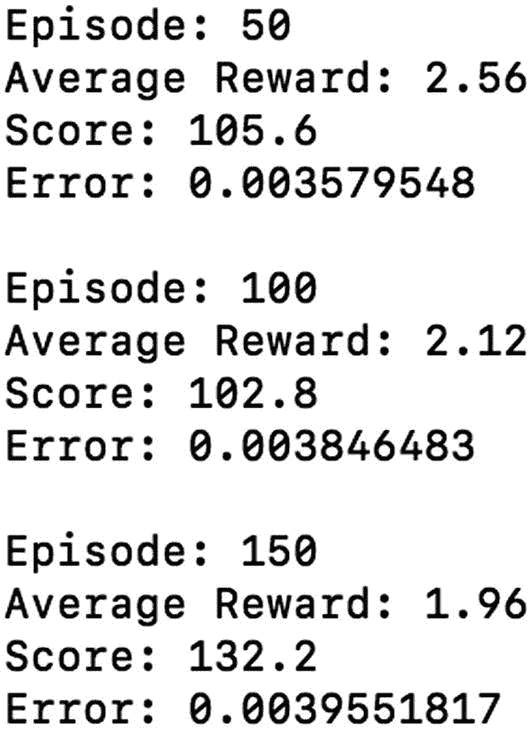 Episode: 50
Average Reward: 2.56
Score: 105.6
Error: 0.003579548
Episode: 100
Average Reward: 2.12
Score: 102.8
Error: 0.003846483
Episode: 150
Average Reward: 1.96
Score: 132.2
Error: 0.0039551817